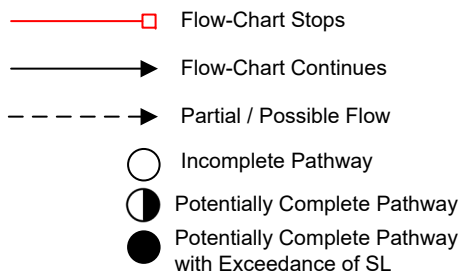 Flow-Chart Stops
Flow-Chart Continues
Partial / Possible Flow
Incomplete Pathway
Potentially Complete Pathway
Potentially Complete Pathway
with Exceedance of SL